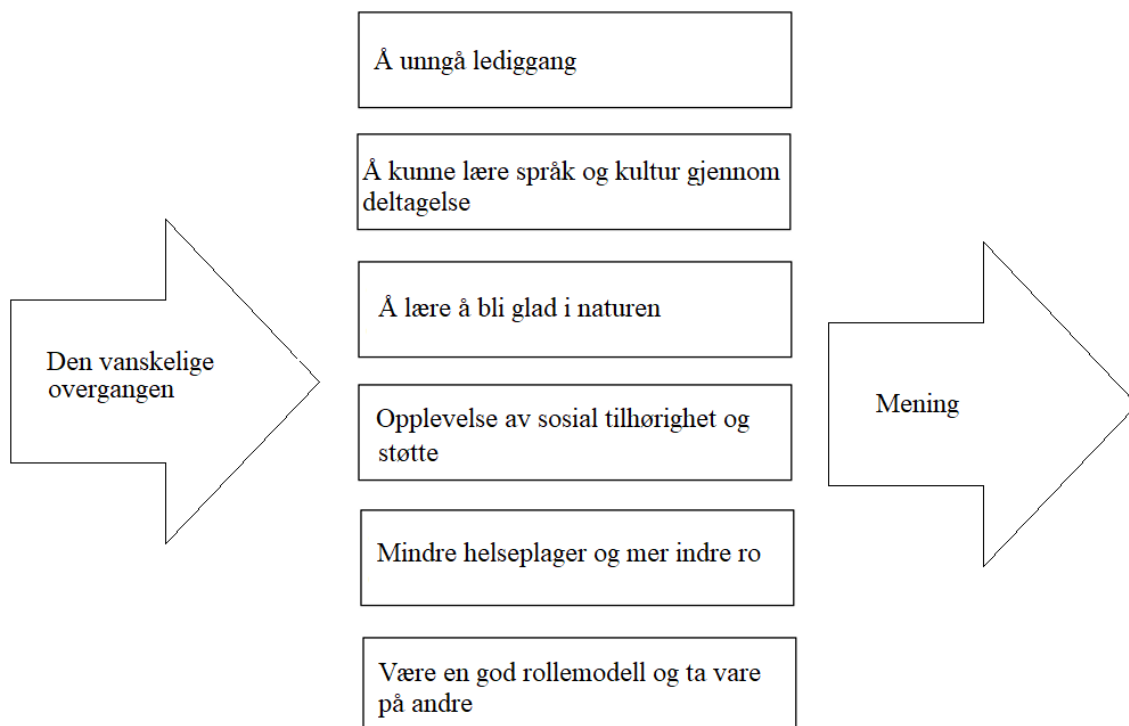 Den vanskelige
overgangen
Å unngå lediggang
Å kunne lære språk og kultur gjennom
deltagelse
Å lære å bli glad i naturen
Opplevelse av sosial tilhørighet og
støtte
Mindre helseplager og mer indre ro
Være en god rollemodell og ta vare
på andre
Mening